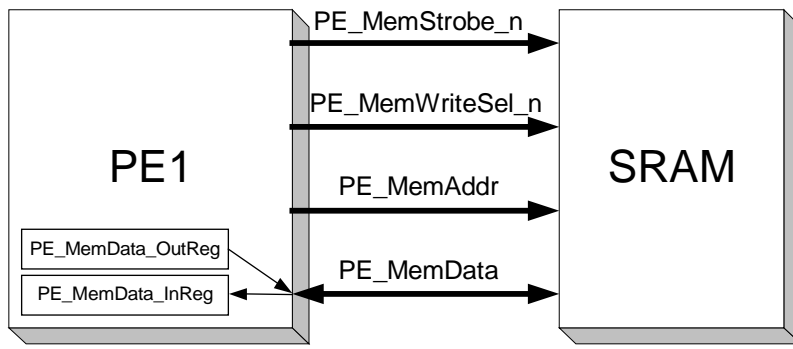 PE_MemStrobe_n
PE_MemWriteSel_n
PE1
SRAM
PE_MemAddr
PE_MemData_OutReg
PE_MemData
PE_MemData_InReg